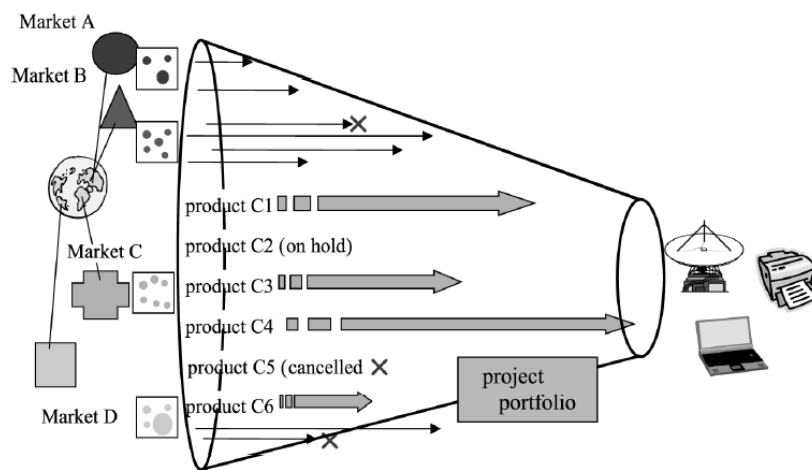 Market A
Market B
product C1
product C2 (on hold)
Market C
product C3
product C4
product C5 (cancelled
project
portfolio
product C6
Market D